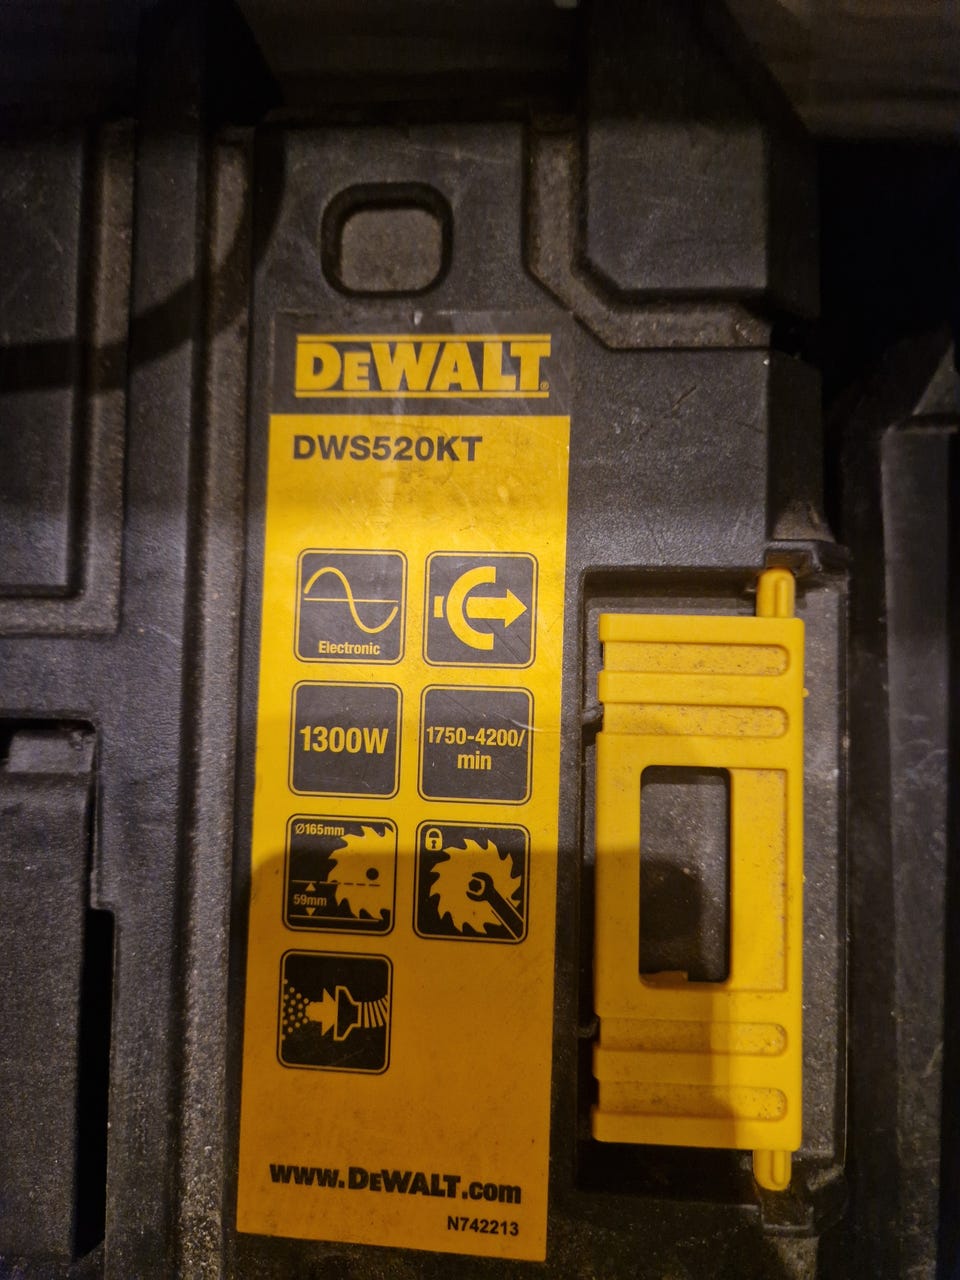 DEWALT®
DWS520KT
Electronic
1300W
1750-4200/
min
Ø165mm
59mm
www.DEWALT.com
N742213